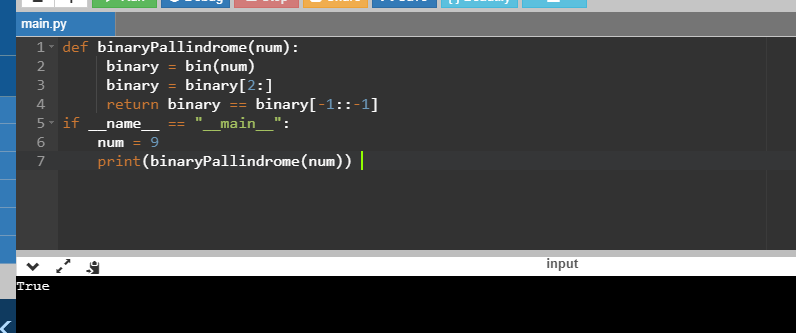 main.py
1 def binaryPallindrome(num):
2 binary = bin(num)
3 binary = binary[2:]
4 return binary == binary[-1::-1]
5 if __name__ == "__main__":
6 num = 9
7 print(binaryPallindrome(num))
input
True